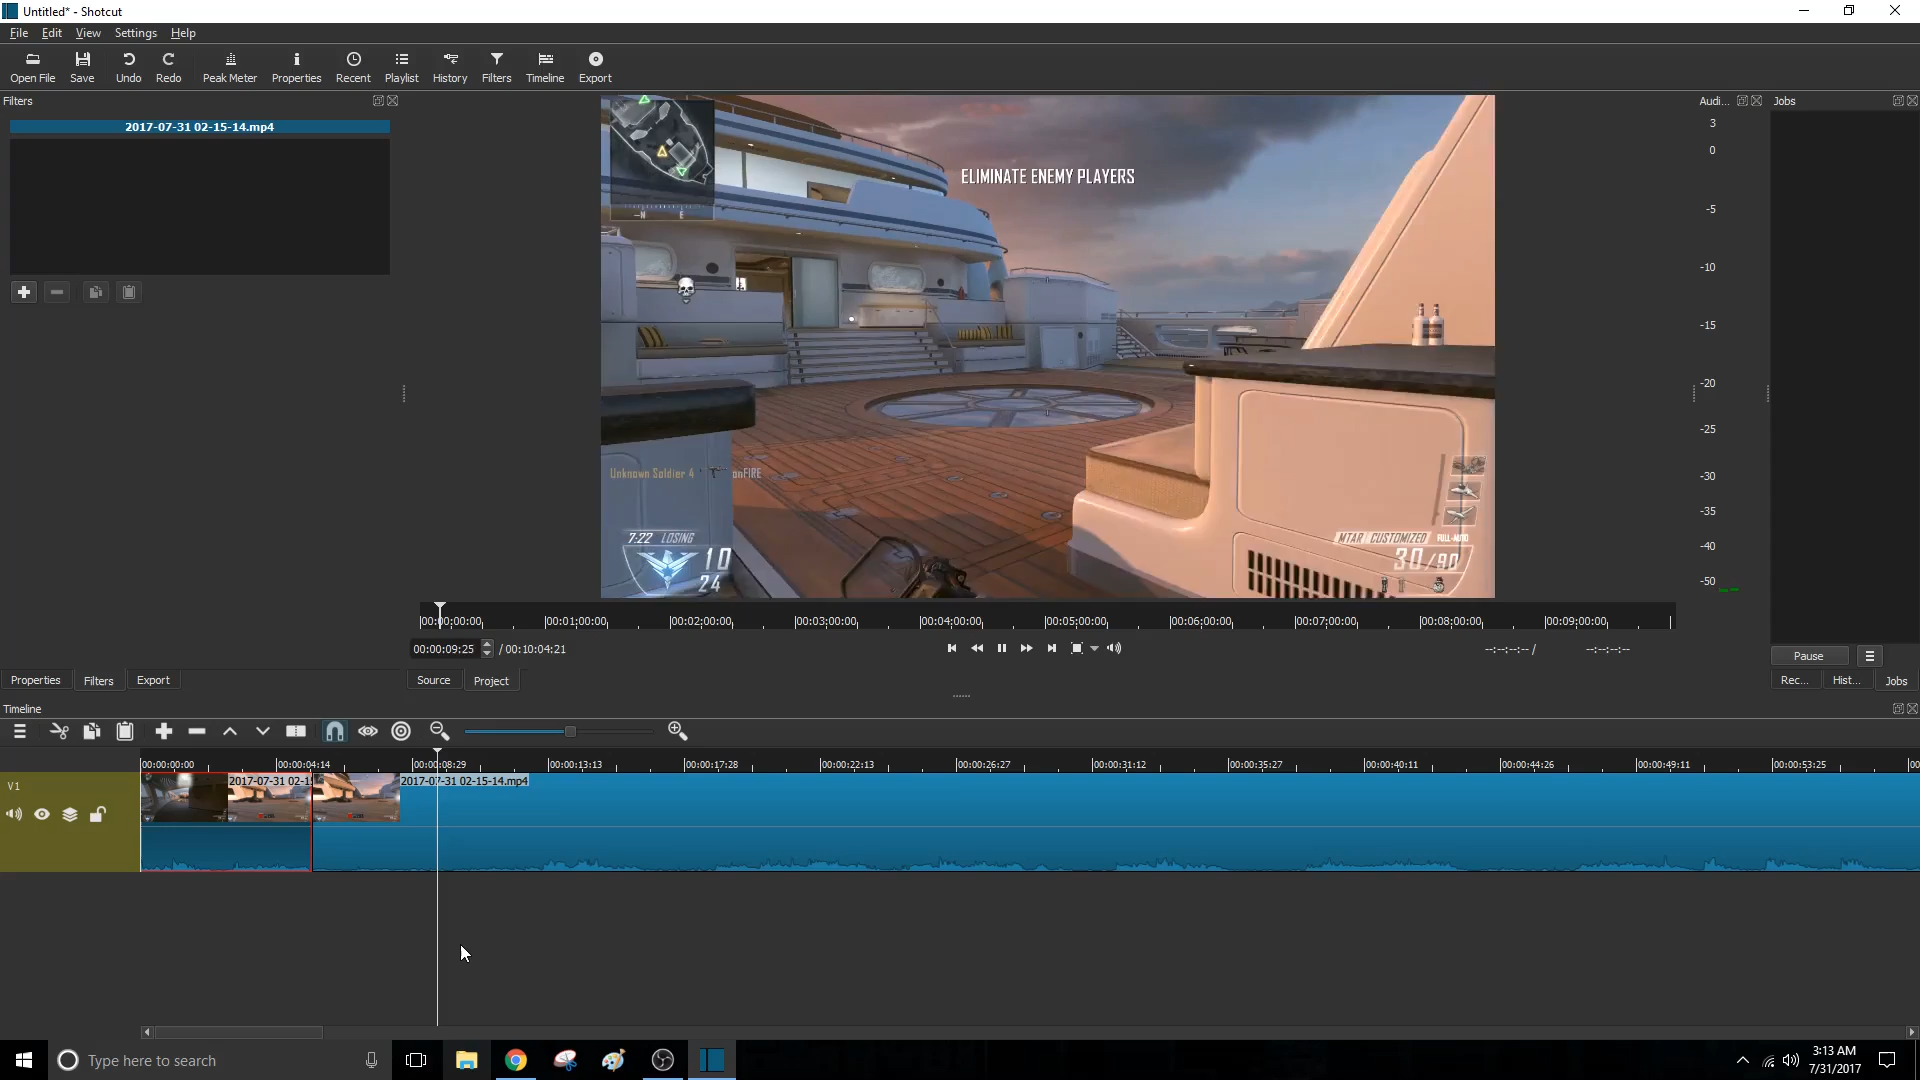 Untitled* - Shotcut
File Edit View Settings Help
Open File Save Undo Redo Peak Meter Properties Recent Playlist History Filters Timeline Export
Filters
Audi...
Jobs
2017-07-31 02-15-14.mp4
ELIMINATE ENEMY PLAYERS
N E
Unknown Soldier 4 onFIRE
7:22 LOSING
10
24
MTAR CUSTOMIZED FULL-AUTO
30/90
3
0
-5
-10
-15
-20
-25
-30
-35
-40
-50
00:00:00:00 00:01:00:00 00:02:00:00 00:03:00:00 00:04:00:00 00:05:00:00 00:06:00:00 00:07:00:00 00:08:00:00 00:09:00:00
00:00:09:25 / 00:10:04:21
--:--:--:-- / --:--:--:--
Pause
Properties Filters Export
Source Project
Rec... Hist... Jobs
Timeline
00:00:00:00 00:00:04:14 00:00:08:29 00:00:13:13 00:00:17:28 00:00:22:13 00:00:26:27 00:00:31:12 00:00:35:27 00:00:40:11 00:00:44:26 00:00:49:11 00:00:53:25 00
V1
2017-07-31 02-15
2017-07-31 02-15-14.mp4
Type here to search
3:13 AM
7/31/2017